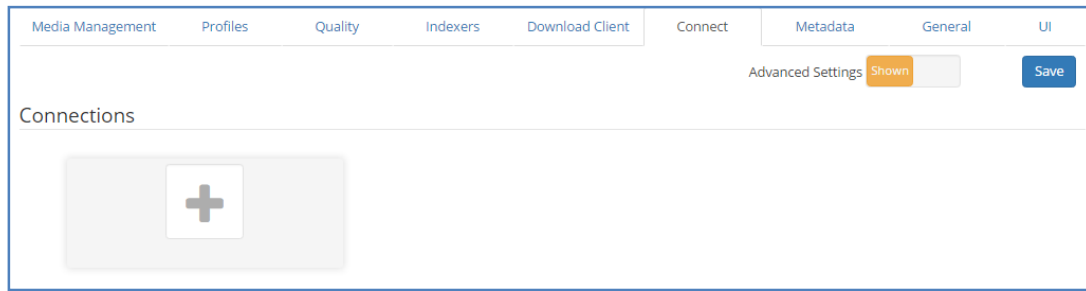 Media Management Profiles Quality Indexers Download Client Connect Metadata General UI
Advanced Settings Shown Save
Connections